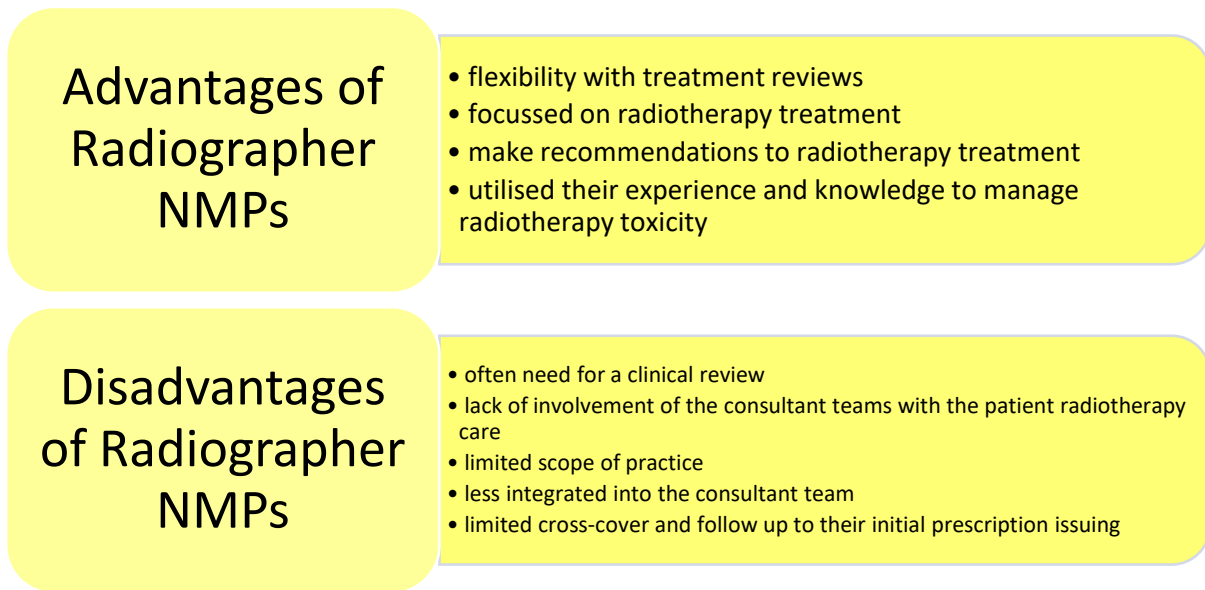 Advantages of
Radiographer
NMPs
• flexibility with treatment reviews
• focussed on radiotherapy treatment
• make recommendations to radiotherapy treatment
• utilised their experience and knowledge to manage
radiotherapy toxicity
Disadvantages
of Radiographer
NMPs
• often need for a clinical review
• lack of involvement of the consultant teams with the patient radiotherapy
care
• limited scope of practice
• less integrated into the consultant team
• limited cross-cover and follow up to their initial prescription issuing